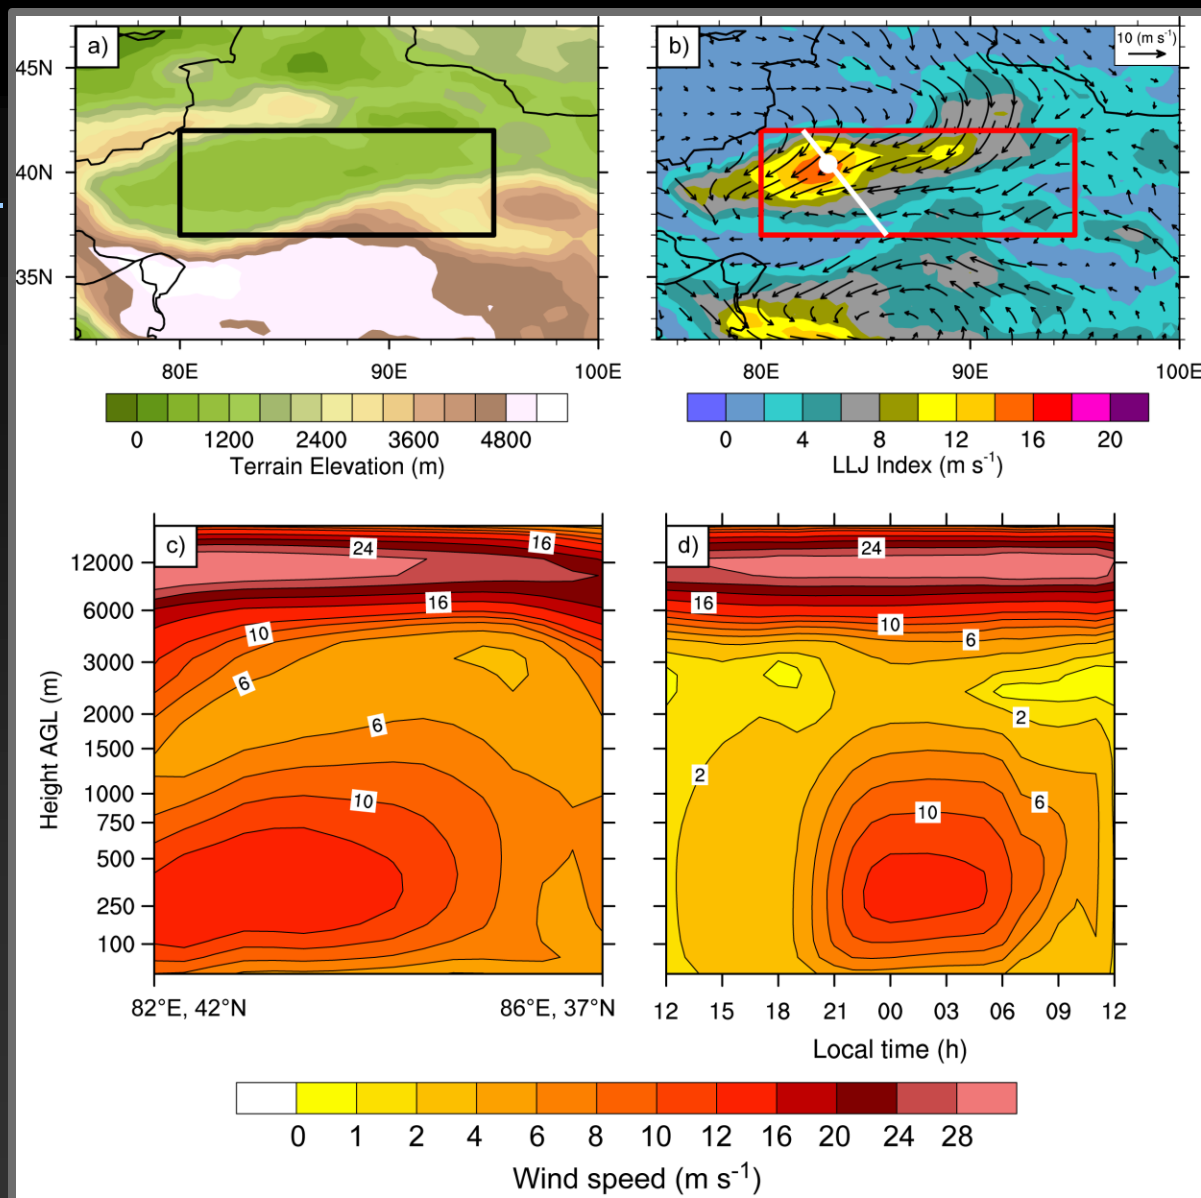 a)
b)
10 (m s⁻¹)
45N
40N
35N
80E
90E
100E
80E
90E
100E
0 1200 2400 3600 4800
Terrain Elevation (m)
0 4 8 12 16 20
LLJ Index (m s⁻¹)
c)
24
16
16
10
6
6
10
12000
6000
3000
2000
1500
1000
750
500
250
100
Height AGL (m)
82°E, 42°N
86°E, 37°N
d)
24
16
10
6
2
2
6
10
12 15 18 21 00 03 06 09 12
Local time (h)
0 1 2 4 6 8 10 12 16 20 24 28
Wind speed (m s⁻¹)